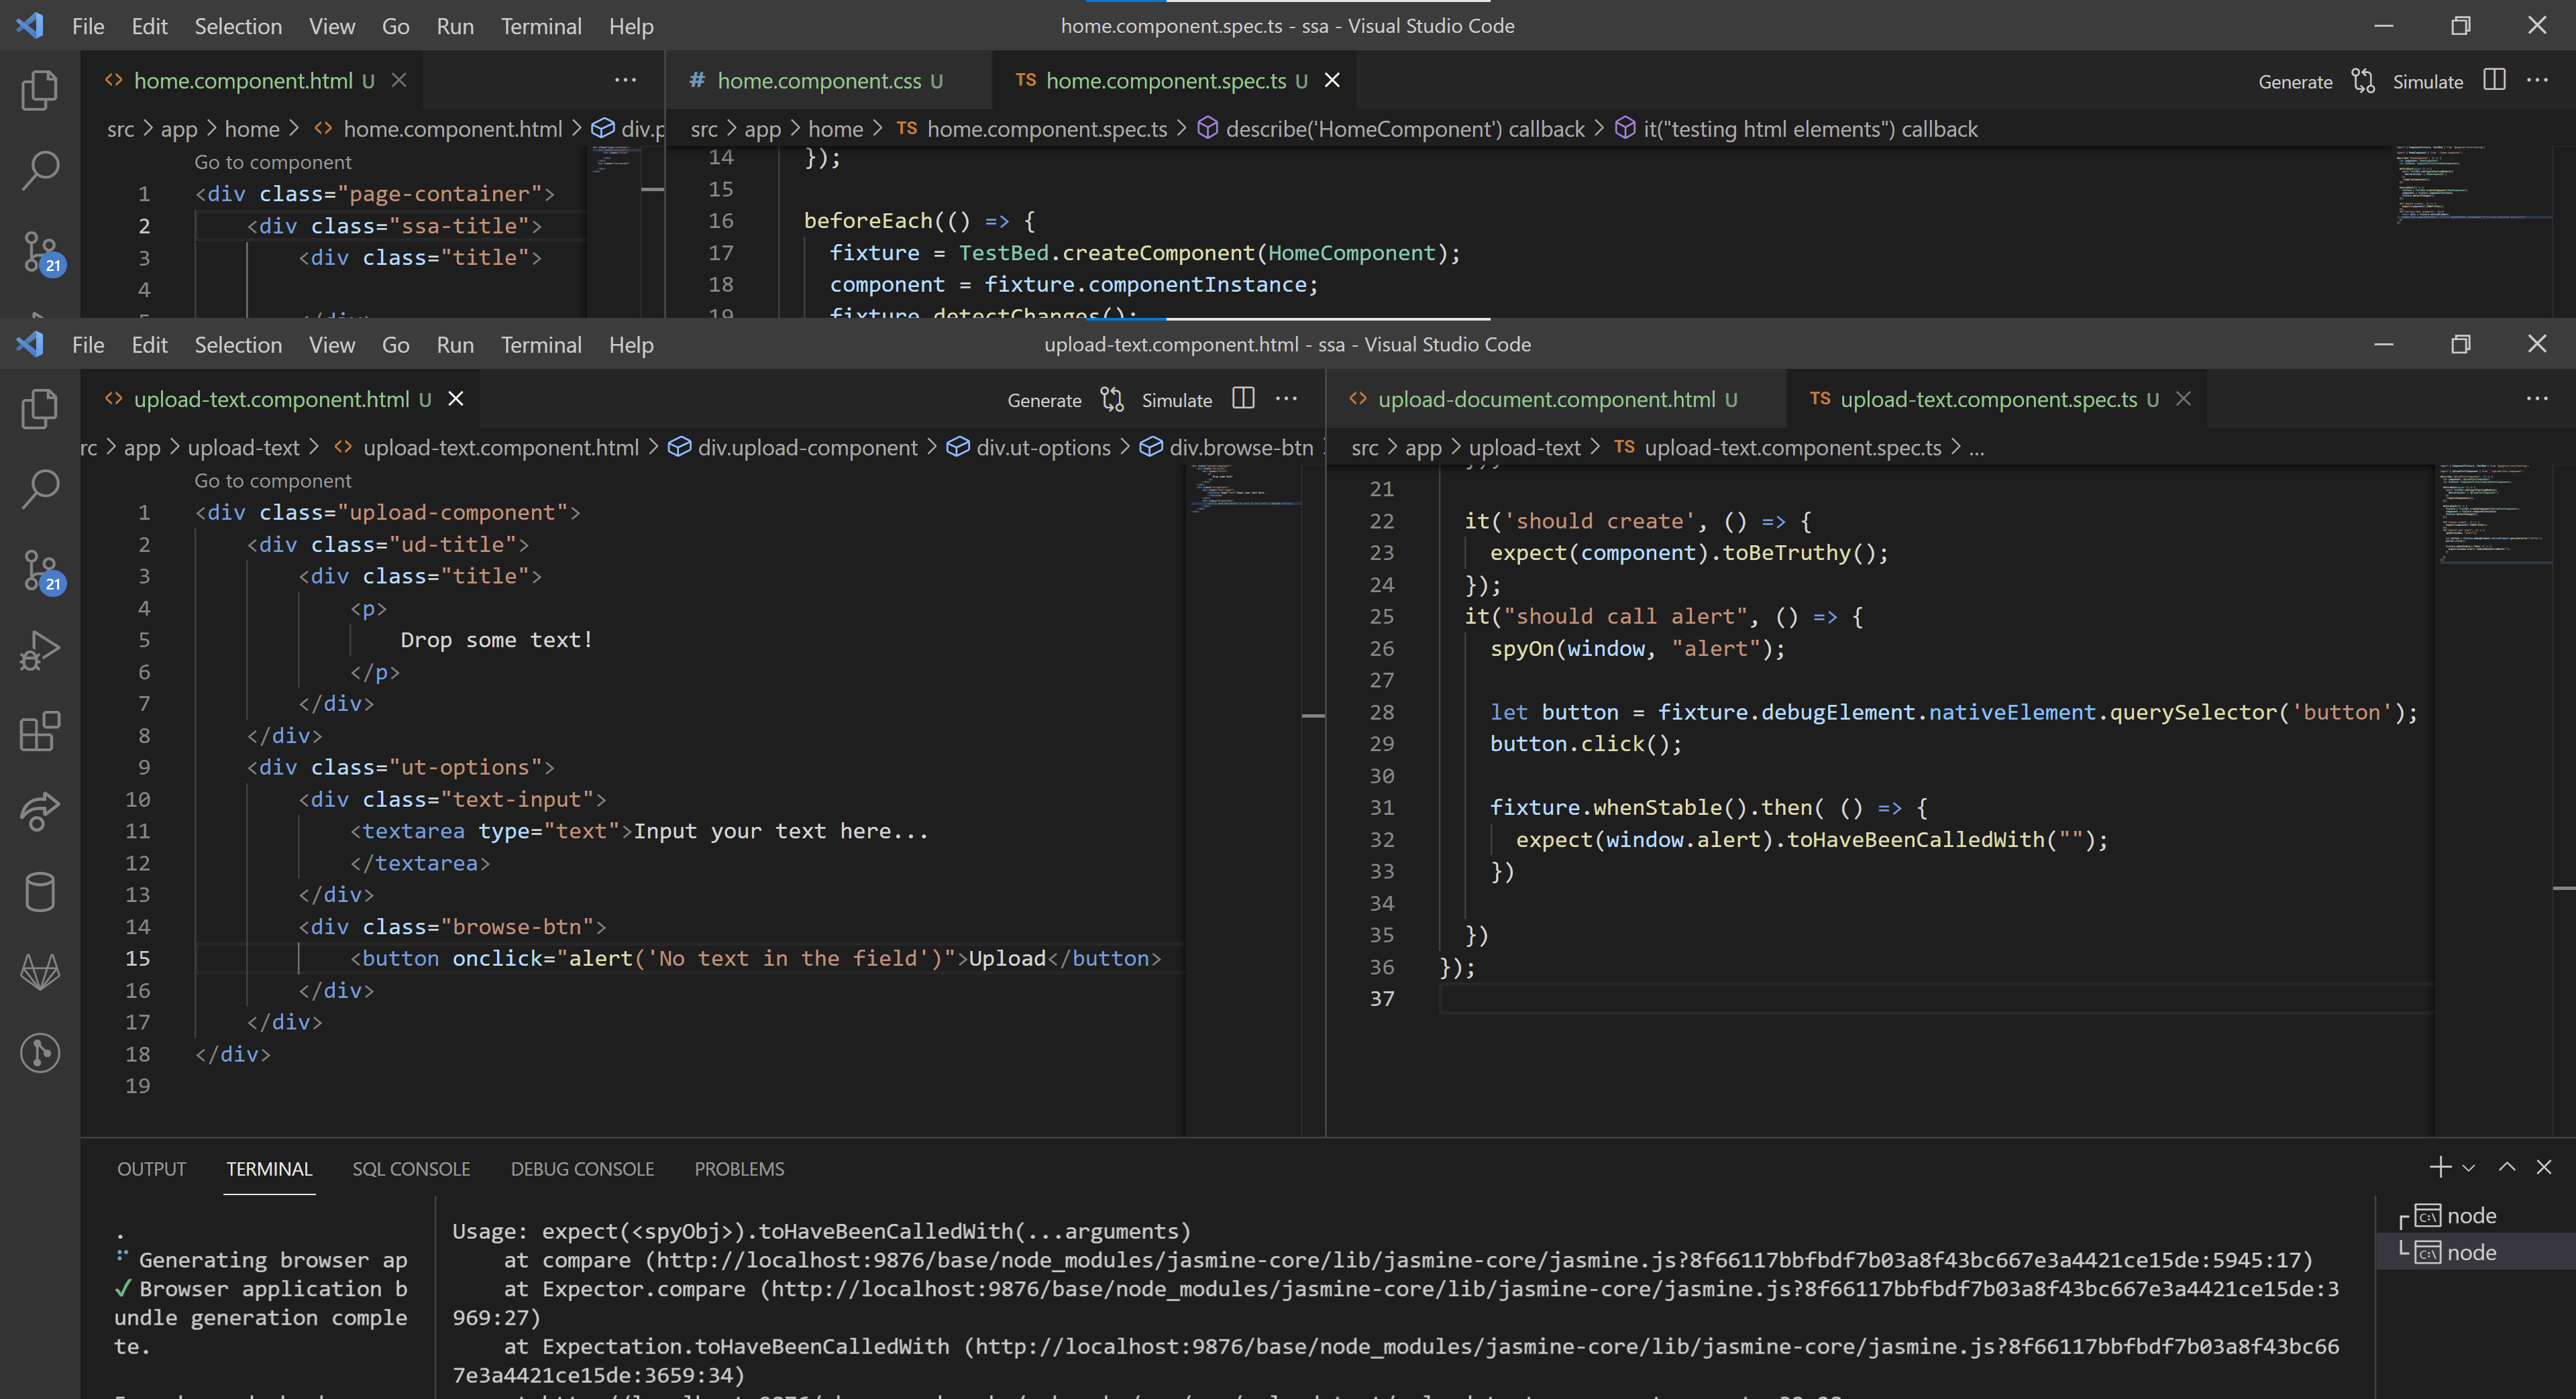 File Edit Selection View Go Run Terminal Help
home.component.spec.ts - ssa - Visual Studio Code
home.component.html U
home.component.css U
TS home.component.spec.ts U
Generate
Simulate
src > app > home > home.component.html > div.p
src > app > home > TS home.component.spec.ts > describe('HomeComponent') callback > it("testing html elements") callback
Go to component
1 <div class="page-container">
2 <div class="ssa-title">
3 <div class="title">
4
14 });
15
16 beforeEach(() => {
17 fixture = TestBed.createComponent(HomeComponent);
18 component = fixture.componentInstance;
19 fixture.detectChanges();
21
File Edit Selection View Go Run Terminal Help
upload-text.component.html - ssa - Visual Studio Code
upload-text.component.html U
Generate
Simulate
upload-document.component.html U
TS upload-text.component.spec.ts U
rc > app > upload-text > upload-text.component.html > div.upload-component > div.ut-options > div.browse-btn
src > app > upload-text > TS upload-text.component.spec.ts > ...
Go to component
1 <div class="upload-component">
2 <div class="ud-title">
3 <div class="title">
4 <p>
5 Drop some text!
6 </p>
7 </div>
8 </div>
9 <div class="ut-options">
10 <div class="text-input">
11 <textarea type="text">Input your text here...
12 </textarea>
13 </div>
14 <div class="browse-btn">
15 <button onclick="alert('No text in the field')">Upload</button>
16 </div>
17 </div>
18 </div>
19
21
22 it('should create', () => {
23 expect(component).toBeTruthy();
24 });
25 it("should call alert", () => {
26 spyOn(window, "alert");
27
28 let button = fixture.debugElement.nativeElement.querySelector('button');
29 button.click();
30
31 fixture.whenStable().then( () => {
32 expect(window.alert).toHaveBeenCalledWith("");
33 })
34
35 })
36 });
37
21
OUTPUT TERMINAL SQL CONSOLE DEBUG CONSOLE PROBLEMS
.
Generating browser ap
✓ Browser application b
undle generation comple
te.
Usage: expect(<spyObj>).toHaveBeenCalledWith(...arguments)
at compare (http://localhost:9876/base/node_modules/jasmine-core/lib/jasmine-core/jasmine.js?8f66117bbfbdf7b03a8f43bc667e3a4421ce15de:5945:17)
at Expector.compare (http://localhost:9876/base/node_modules/jasmine-core/lib/jasmine-core/jasmine.js?8f66117bbfbdf7b03a8f43bc667e3a4421ce15de:3
969:27)
at Expectation.toHaveBeenCalledWith (http://localhost:9876/base/node_modules/jasmine-core/lib/jasmine-core/jasmine.js?8f66117bbfbdf7b03a8f43bc66
7e3a4421ce15de:3659:34)
node
node